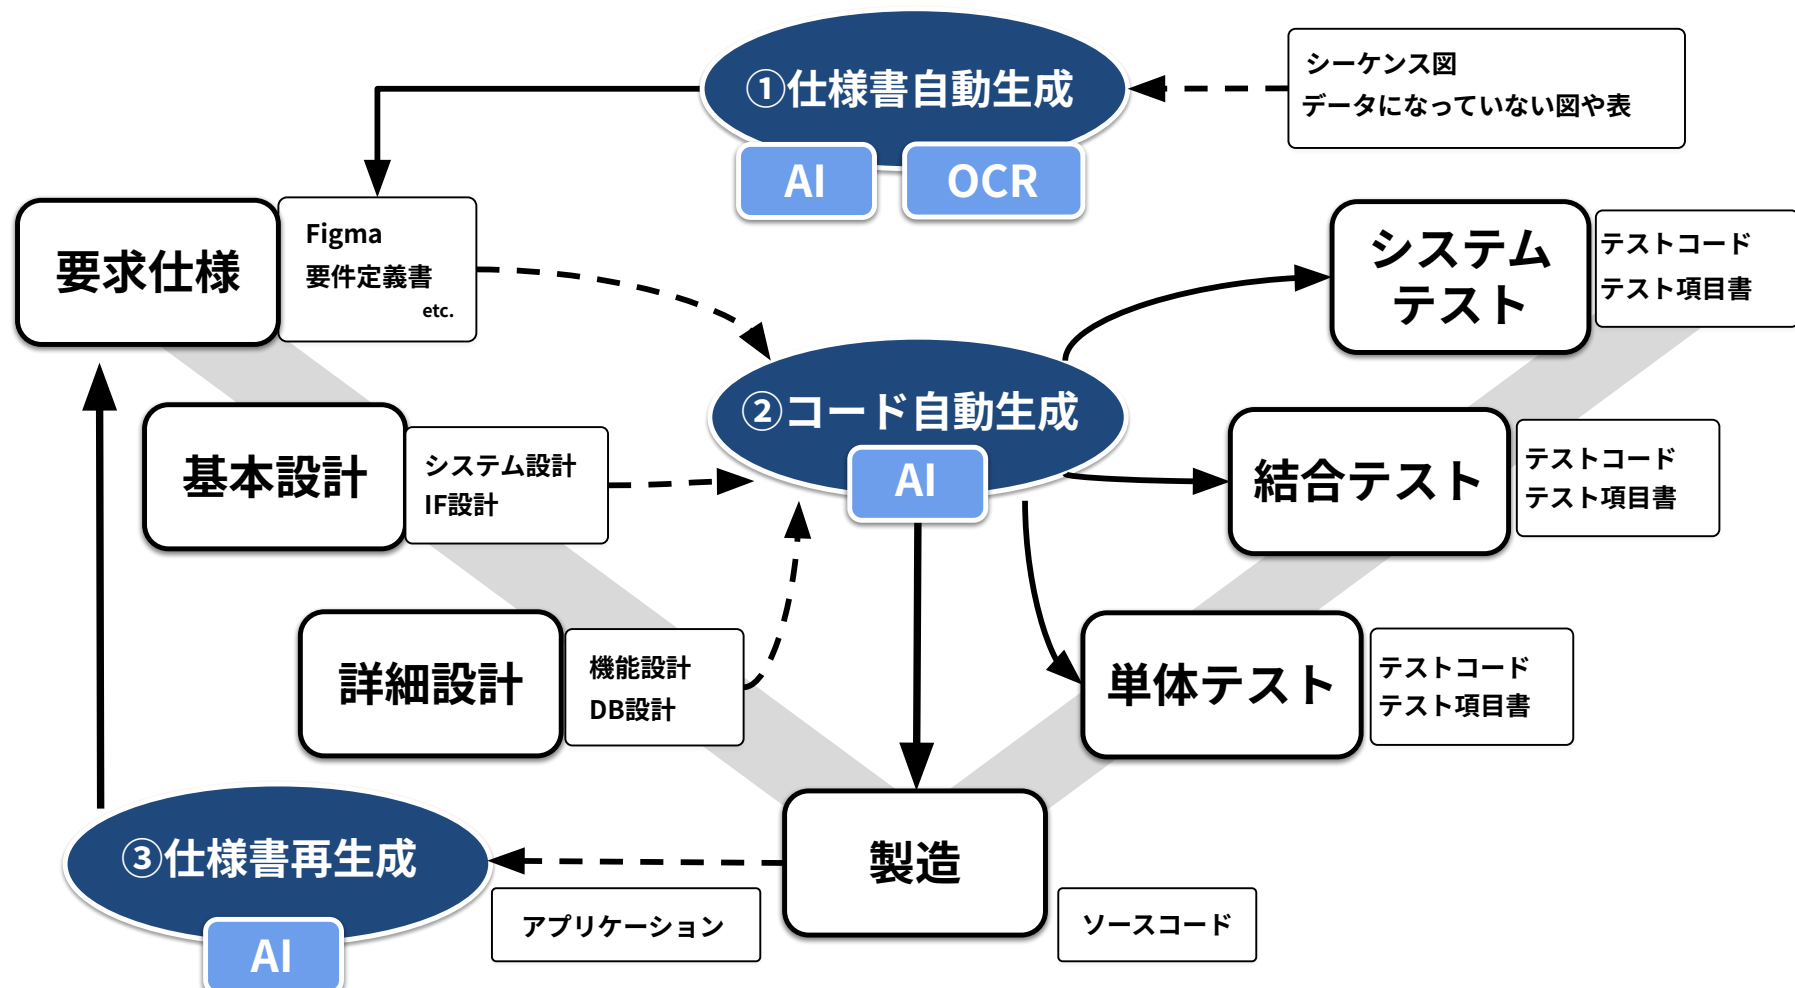 ①仕様書自動生成
AI
OCR
シーケンス図
データになっていない図や表
要求仕様
Figma
要件定義書
etc.
システム
テスト
テストコード
テスト項目書
②コード自動生成
AI
基本設計
システム設計
IF設計
結合テスト
テストコード
テスト項目書
詳細設計
機能設計
DB設計
単体テスト
テストコード
テスト項目書
③仕様書再生成
AI
アプリケーション
製造
ソースコード